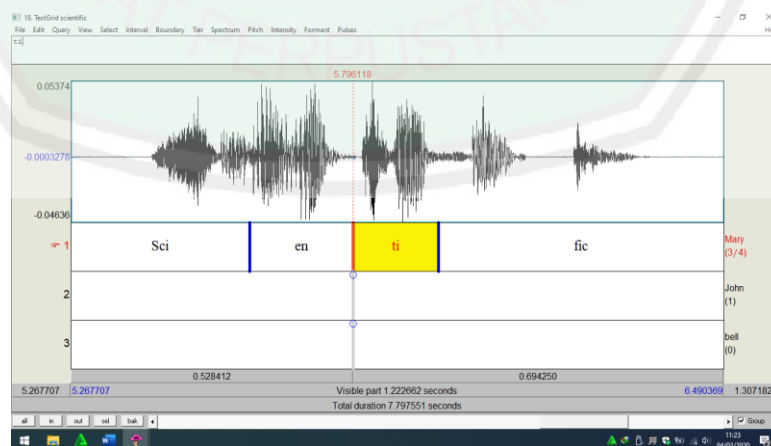 18. TextGrid scientific
File Edit Query View Select Interval Boundary Tier Spectrum Pitch Intensity Formant Pulses
ti
5.796118
0.05374
-0.0003278
-0.04636
1 Sci en ti fic Mary (3/4)
2 John (1)
3 bell (0)
0.528412 0.694250
5.267707 5.267707 Visible part 1.222662 seconds 6.490369 1.307182
Total duration 7.797551 seconds
all in out sel bak Group
11:23
04/03/2020